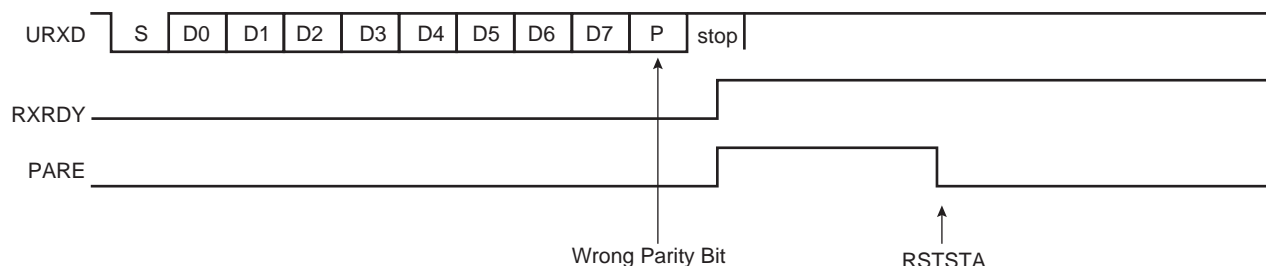 URXD S D0 D1 D2 D3 D4 D5 D6 D7 P stop
RXRDY
PARE
Wrong Parity Bit RSTSTA